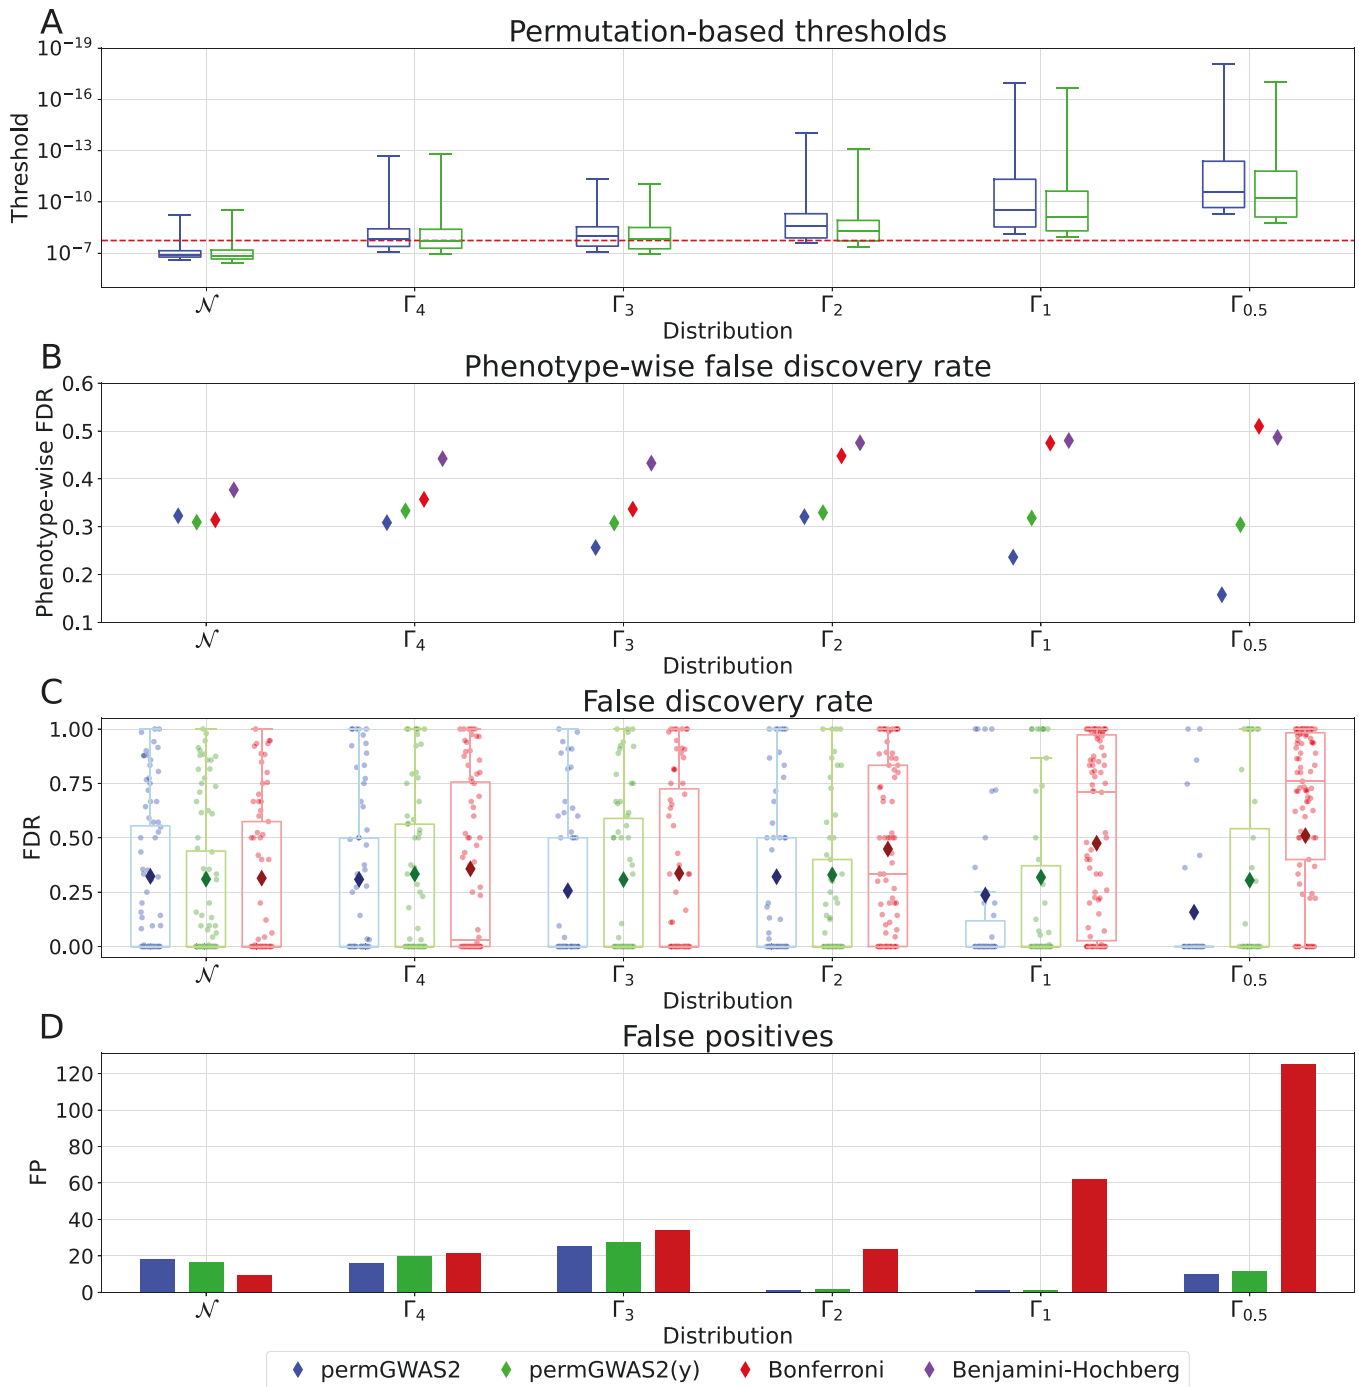 A
Permutation-based thresholds
Threshold
10⁻¹⁹
10⁻¹⁶
10⁻¹³
10⁻¹⁰
10⁻⁷
𝒩 Γ₄ Γ₃ Γ₂ Γ₁ Γ₀.₅
Distribution
B
Phenotype-wise false discovery rate
Phenotype-wise FDR
0.6
0.5
0.4
0.3
0.2
0.1
𝒩 Γ₄ Γ₃ Γ₂ Γ₁ Γ₀.₅
Distribution
C
False discovery rate
FDR
1.00
0.75
0.50
0.25
0.00
𝒩 Γ₄ Γ₃ Γ₂ Γ₁ Γ₀.₅
Distribution
D
False positives
FP
120
100
80
60
40
20
0
𝒩 Γ₄ Γ₃ Γ₂ Γ₁ Γ₀.₅
Distribution
permGWAS2 permGWAS2(y) Bonferroni Benjamini-Hochberg